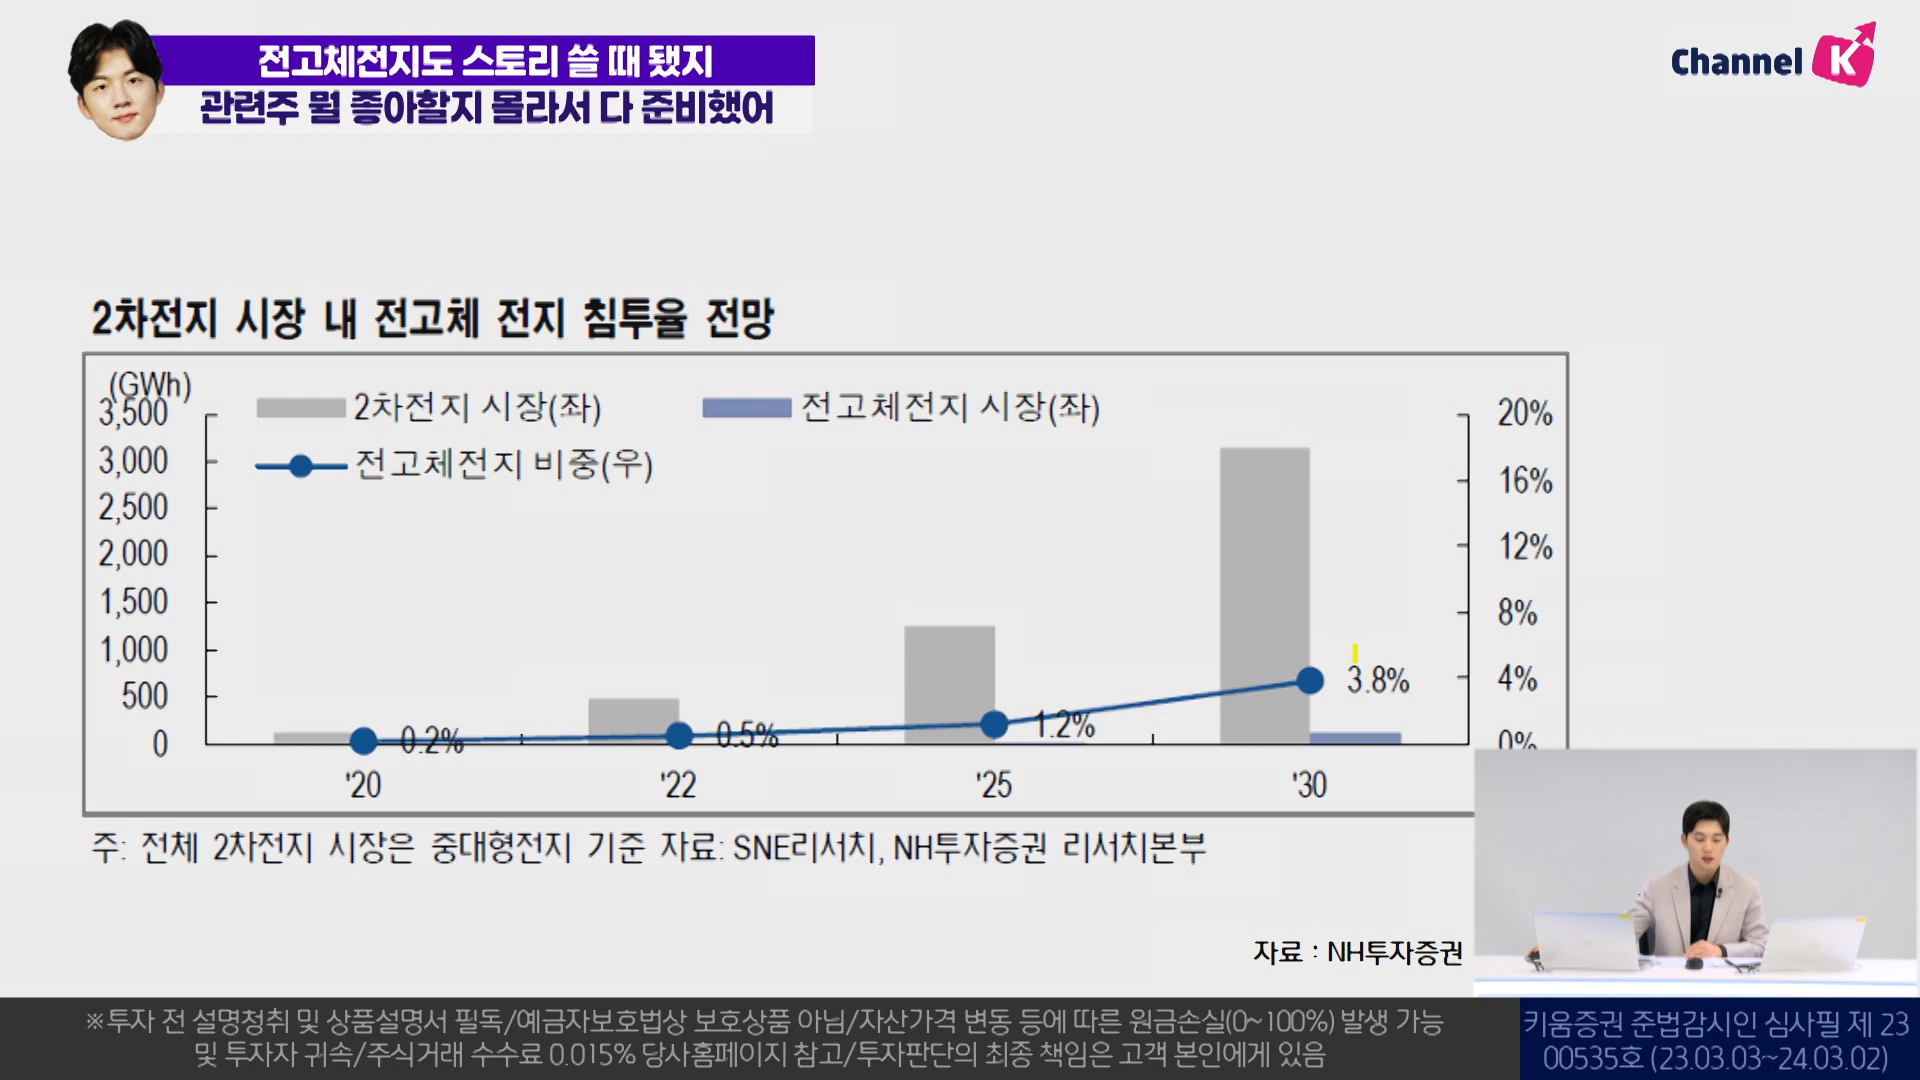 전고체전지도 스토리 쓸 때 됐지
관련주 뭘 좋아할지 몰라서 다 준비했어
Channel K
2차전지 시장 내 전고체 전지 침투율 전망
(GWh)
2차전지 시장(좌)
전고체전지 시장(좌)
전고체전지 비중(우)
3,500
3,000
2,500
2,000
1,500
1,000
500
0
20%
16%
12%
8%
4%
0%
0.2%
0.5%
1.2%
3.8%
'20
'22
'25
'30
주: 전체 2차전지 시장은 중대형전지 기준 자료: SNE리서치, NH투자증권 리서치본부
자료 : NH투자증권
※투자 전 설명청취 및 상품설명서 필독/예금자보호법상 보호상품 아님/자산가격 변동 등에 따른 원금손실(0~100%) 발생 가능
및 투자자 귀속/주식거래 수수료 0.015% 당사홈페이지 참고/투자판단의 최종 책임은 고객 본인에게 있음
키움증권 준법감시인 심사필 제 23
00535호 (23.03.03~24.03.02)